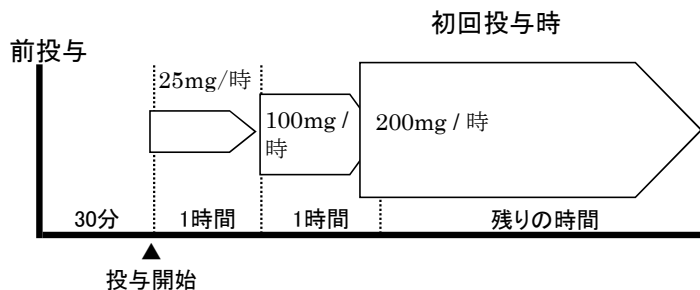 初回投与時
前投与
25mg/時
100mg /
時
200mg / 時
30分
1時間
1時間
残りの時間
投与開始